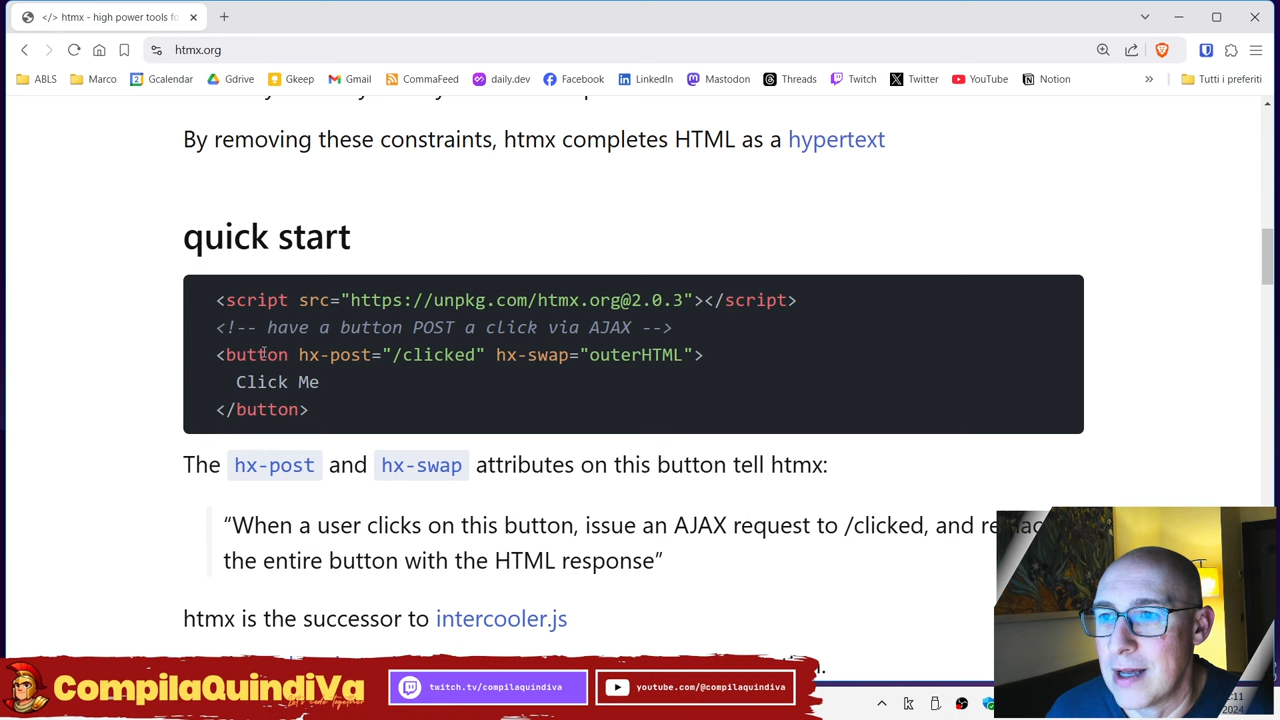 </> htmx - high power tools fo
htmx.org
ABLS Marco Gcalendar Gdrive Gkeep Gmail CommaFeed daily.dev Facebook LinkedIn Mastodon Threads Twitch Twitter YouTube Notion » Tutti i preferiti
By removing these constraints, htmx completes HTML as a hypertext
quick start
<script src="https://unpkg.com/htmx.org@2.0.3"></script>
<!-- have a button POST a click via AJAX -->
<button hx-post="/clicked" hx-swap="outerHTML">
Click Me
</button>
The hx-post and hx-swap attributes on this button tell htmx:
“When a user clicks on this button, issue an AJAX request to /clicked, and
the entire button with the HTML response”
htmx is the successor to intercooler.js
CompilaQuindiVa
Let's code Together
twitch.tv/compilaquindiva
youtube.com/@compilaquindiva